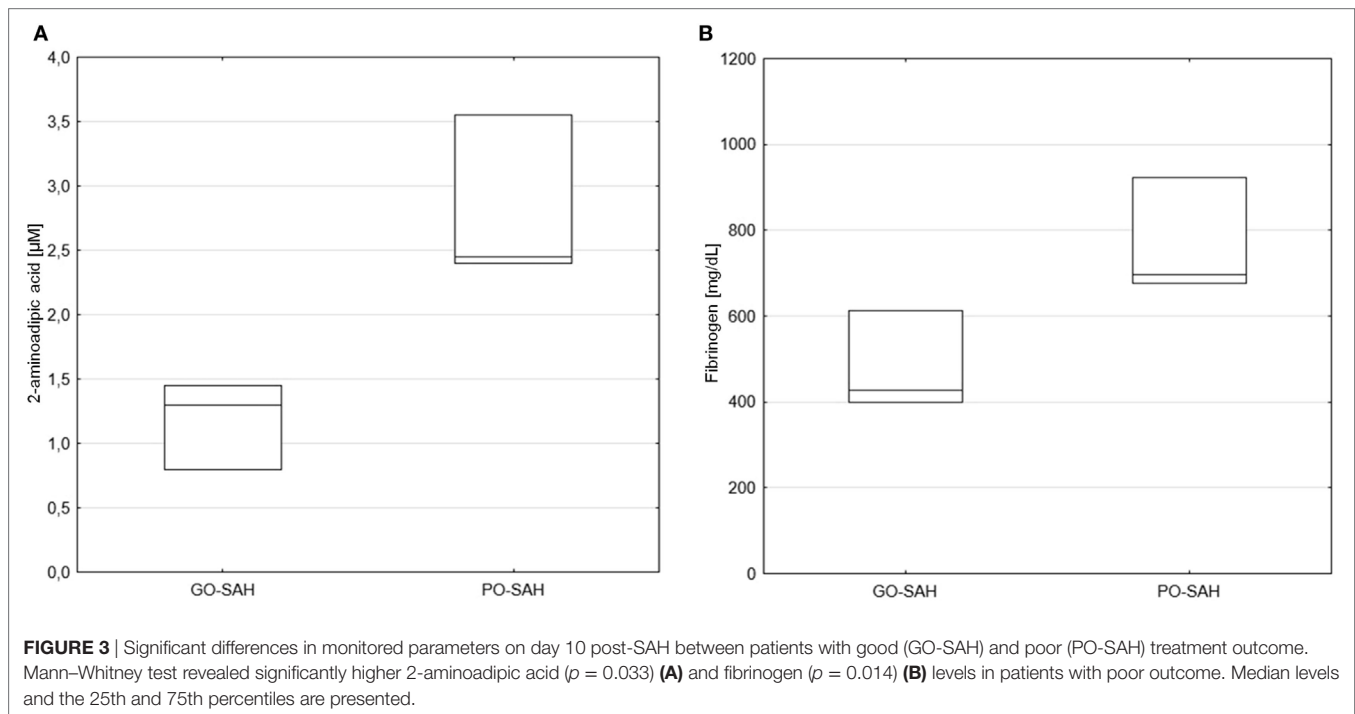 A
4,0
3,5
3,0
2,5
2,0
1,5
1,0
0,5
0,0
2-aminoadipic acid [µM]
GO-SAH PO-SAH
B
1200
1000
800
600
400
200
0
Fibrinogen [mg/dL]
GO-SAH PO-SAH
FIGURE 3 | Significant differences in monitored parameters on day 10 post-SAH between patients with good (GO-SAH) and poor (PO-SAH) treatment outcome.
Mann–Whitney test revealed significantly higher 2-aminoadipic acid (p = 0.033) (A) and fibrinogen (p = 0.014) (B) levels in patients with poor outcome. Median levels
and the 25th and 75th percentiles are presented.